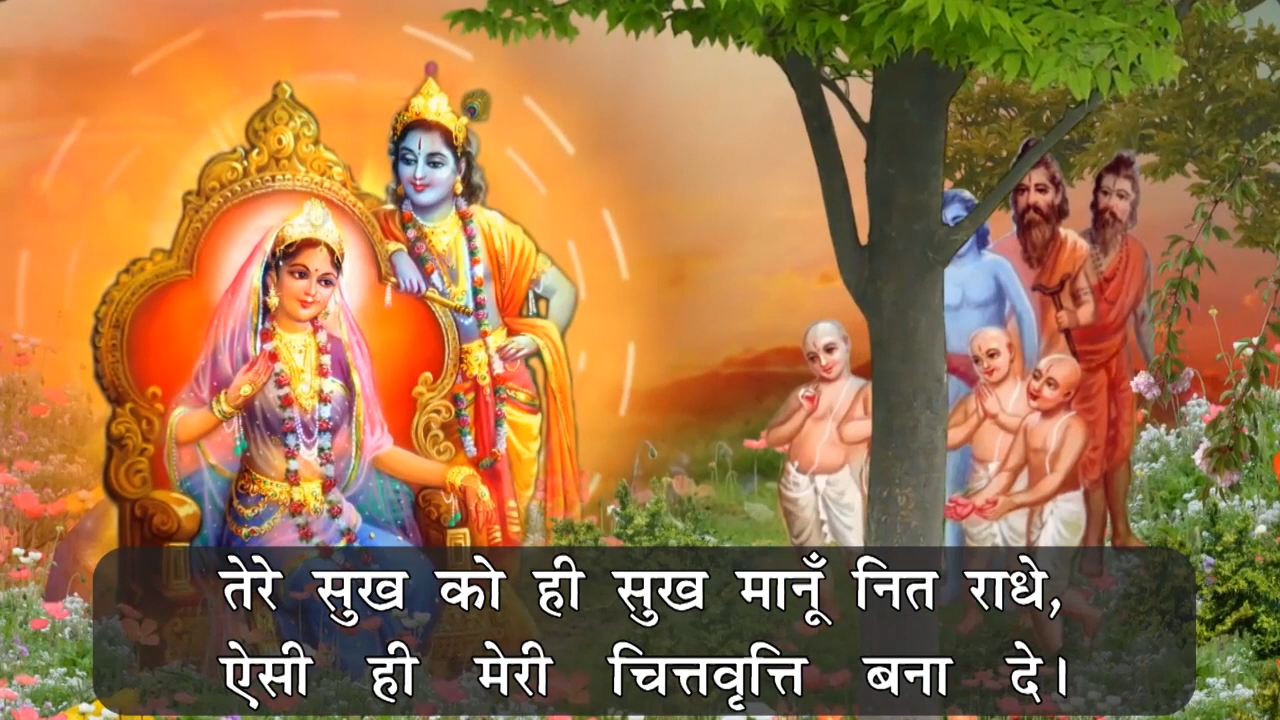 तेरे सुख को ही सुख मानूँ नित राधे,
ऐसी ही मेरी चित्तवृत्ति बना दे।